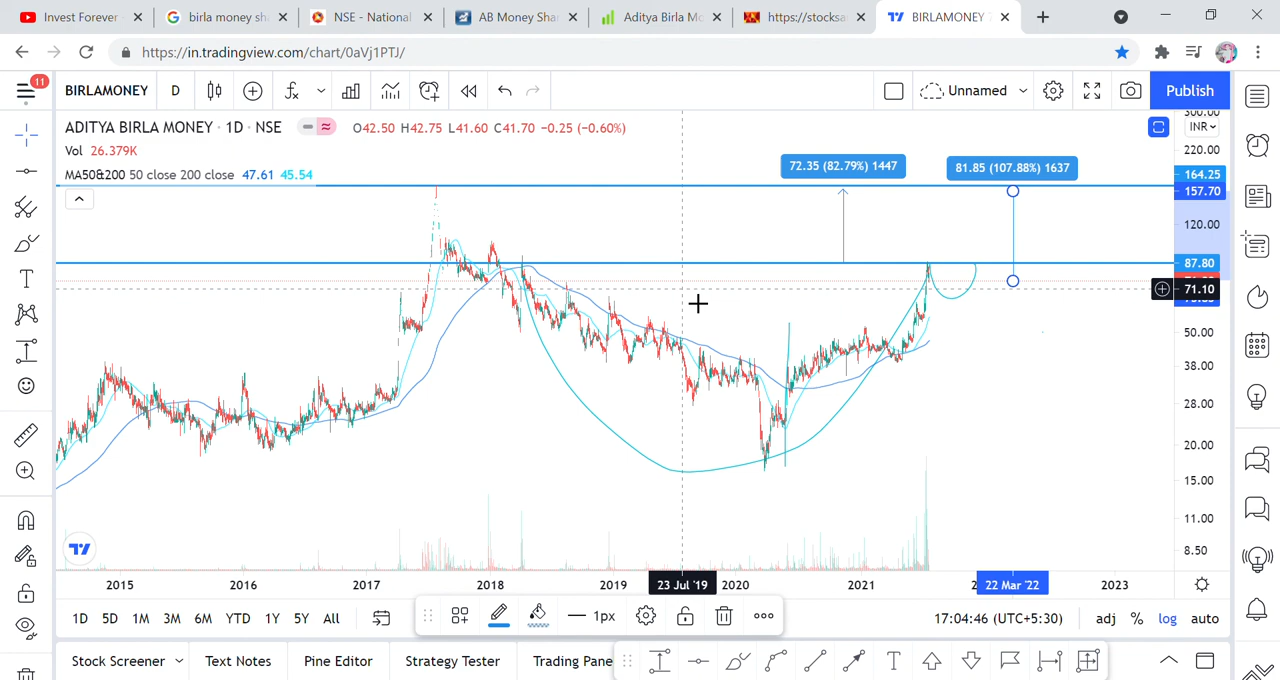 Invest Forever
birla money sh
NSE - National
AB Money Sha
Aditya Birla Mo
https://stocksa
BIRLAMONEY 7
https://in.tradingview.com/chart/0aVj1PTJ/
11
BIRLAMONEY
D
Unnamed
Publish
ADITYA BIRLA MONEY · 1D · NSE
O42.50 H42.75 L41.60 C41.70 −0.25 (−0.60%)
Vol 26.379K
MA50&200 50 close 200 close 47.61 45.54
72.35 (82.79%) 1447
81.85 (107.88%) 1637
300.00
INR
220.00
164.25
157.70
120.00
87.80
71.10
50.00
38.00
28.00
20.00
15.00
11.00
8.50
2015 2016 2017 2018 2019 23 Jul '19 2020 2021 22 Mar '22 2023
1D 5D 1M 3M 6M YTD 1Y 5Y All
1px
17:04:46 (UTC+5:30)
adj % log auto
Stock Screener
Text Notes
Pine Editor
Strategy Tester
Trading Pane